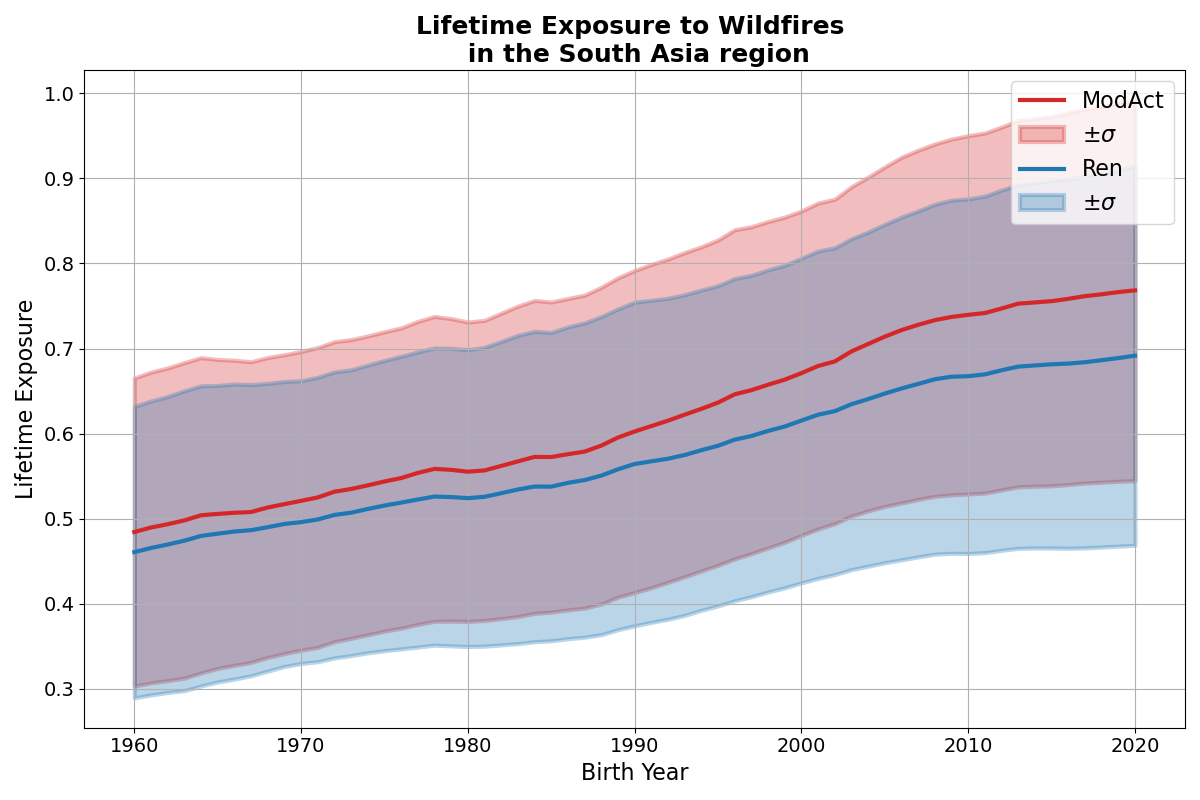 Lifetime Exposure to Wildfires
in the South Asia region
ModAct
±σ
Ren
±σ
Lifetime Exposure
1.0
0.9
0.8
0.7
0.6
0.5
0.4
0.3
1960 1970 1980 1990 2000 2010 2020
Birth Year